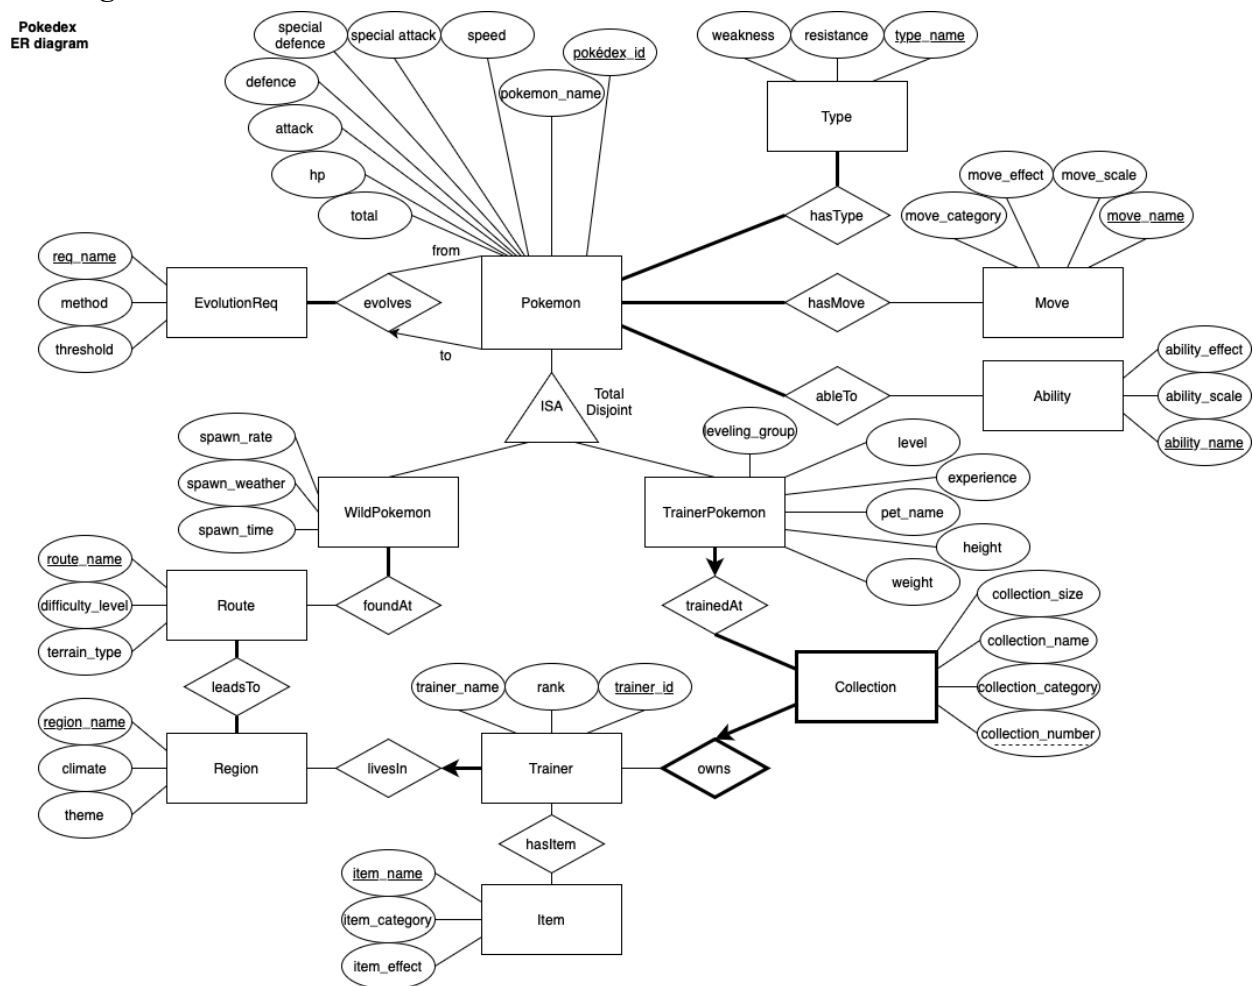 Pokedex
ER diagram
special
defence
special attack
speed
pokédex_id
defence
pokemon_name
attack
hp
total
weakness
resistance
type_name
Type
move_effect
move_scale
move_category
move_name
hasType
from
req_name
method
threshold
EvolutionReq
evolves
Pokemon
hasMove
Move
to
ISA
Total
Disjoint
ableTo
Ability
ability_effect
ability_scale
ability_name
spawn_rate
spawn_weather
spawn_time
WildPokemon
leveling_group
TrainerPokemon
level
experience
pet_name
height
weight
route_name
difficulty_level
terrain_type
Route
foundAt
trainedAt
collection_size
collection_name
collection_category
collection_number
Collection
leadsTo
trainer_name
rank
trainer_id
region_name
climate
theme
Region
livesIn
Trainer
owns
hasItem
item_name
item_category
item_effect
Item